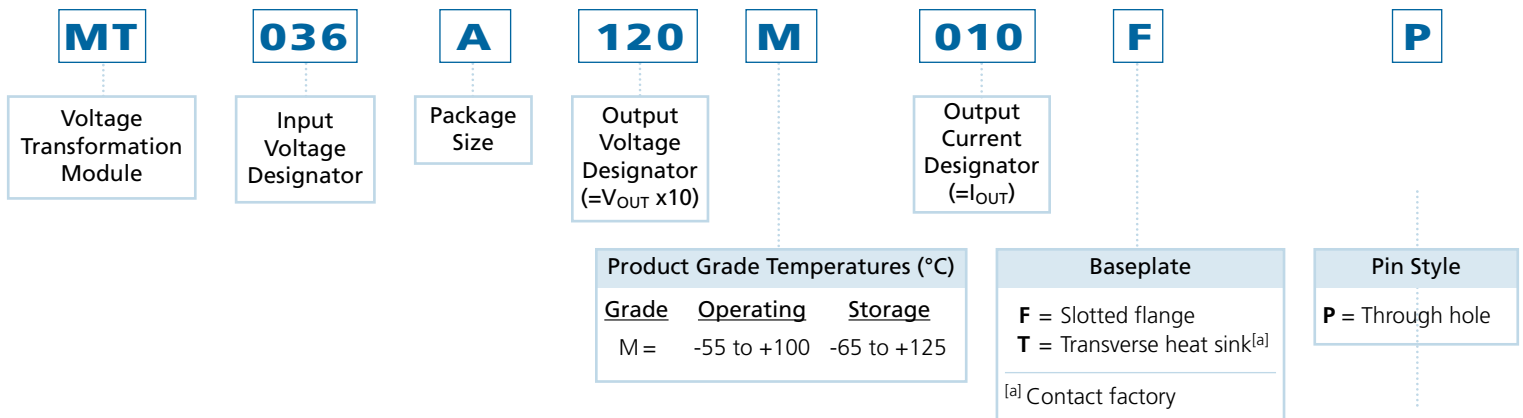 MT 036 A 120 M 010 F P
Voltage
Transformation
Module
Input
Voltage
Designator
Package
Size
Output
Voltage
Designator
(=VOUT x10)
Output
Current
Designator
(=IOUT)
Product Grade Temperatures (°C)
Grade Operating Storage
M = -55 to +100 -65 to +125
Baseplate
F = Slotted flange
T = Transverse heat sink[a]
[a] Contact factory
Pin Style
P = Through hole